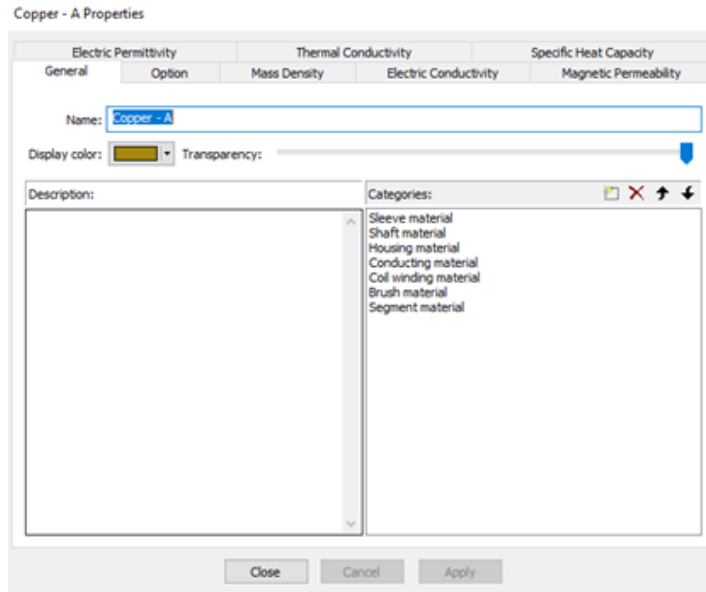 Copper - A Properties
Electric Permittivity Thermal Conductivity Specific Heat Capacity
General Option Mass Density Electric Conductivity Magnetic Permeability
Name: Copper - A
Display color: Transparency:
Description: Categories:
Sleeve material
Shaft material
Housing material
Conducting material
Coil winding material
Brush material
Segment material
Close Cancel Apply